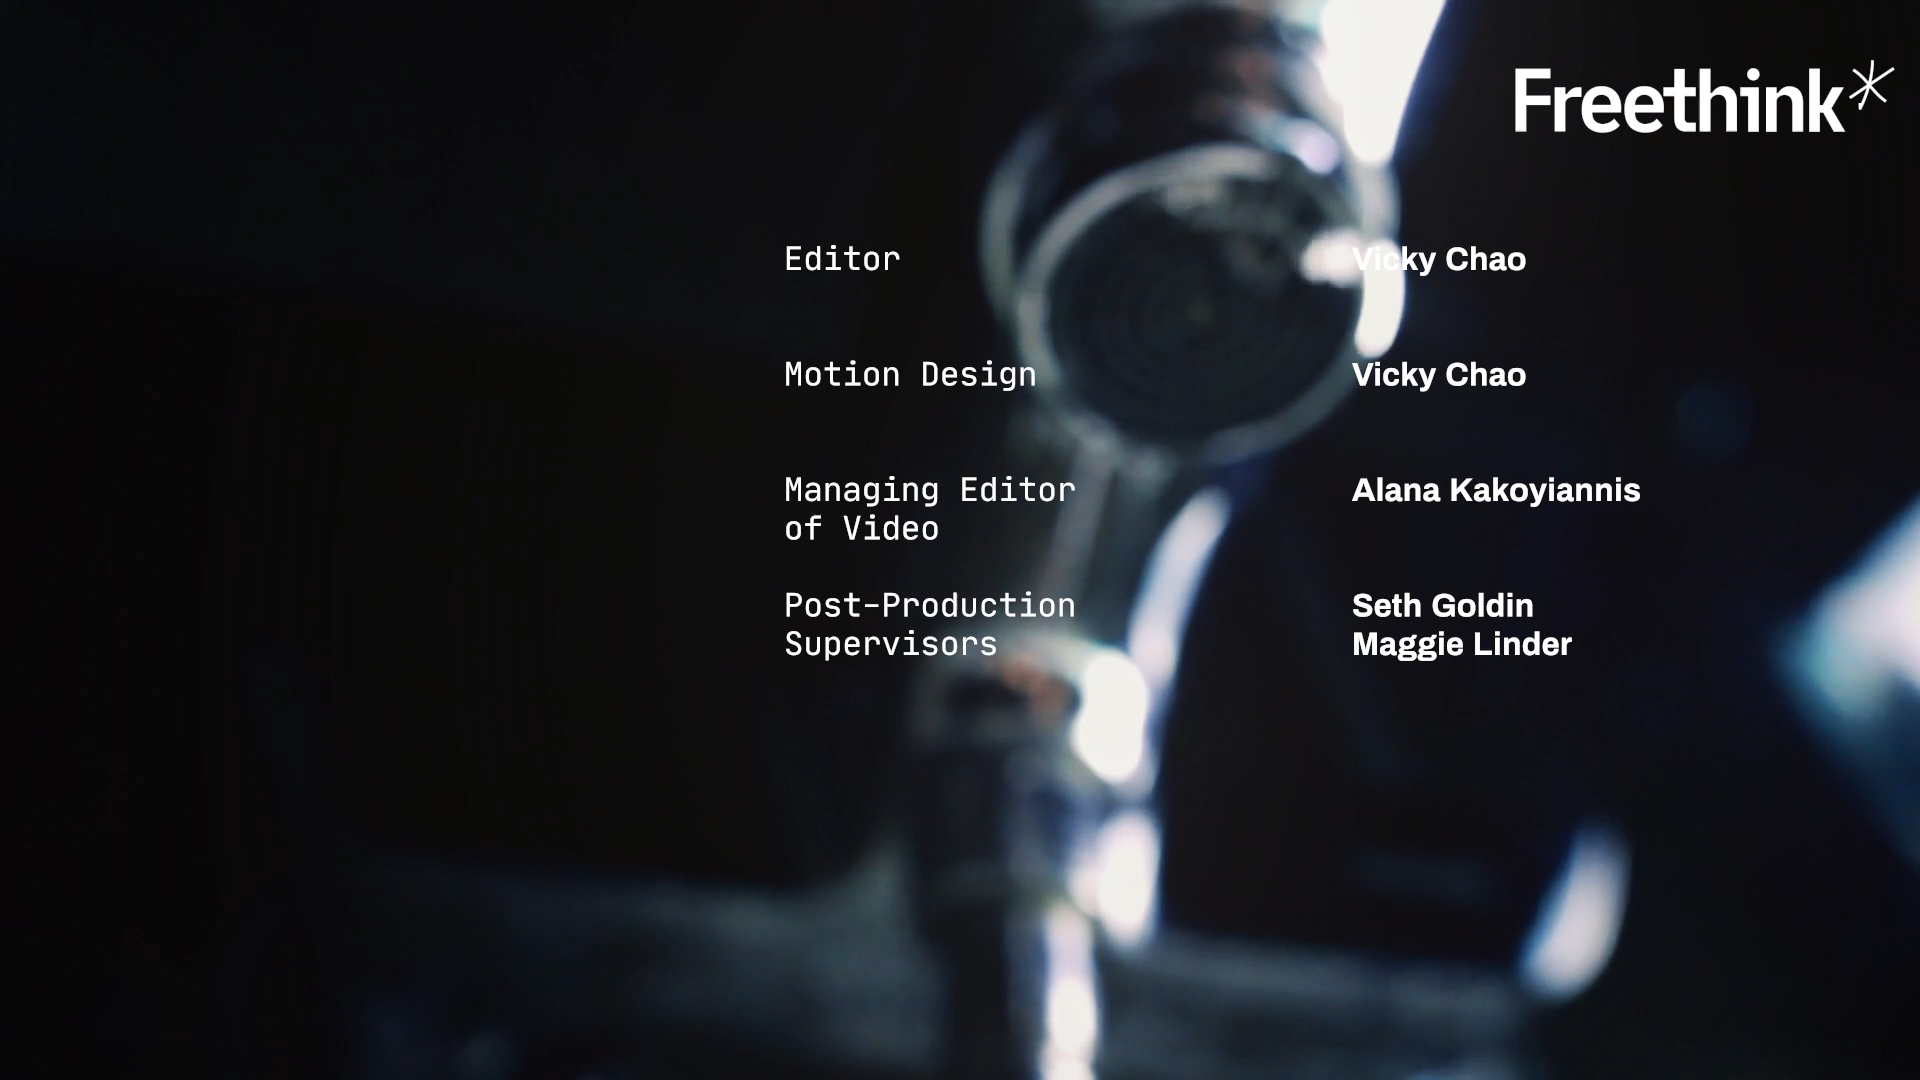 Freethink*
Editor
Vicky Chao
Motion Design
Vicky Chao
Managing Editor
of Video
Alana Kakoyiannis
Post-Production
Supervisors
Seth Goldin
Maggie Linder